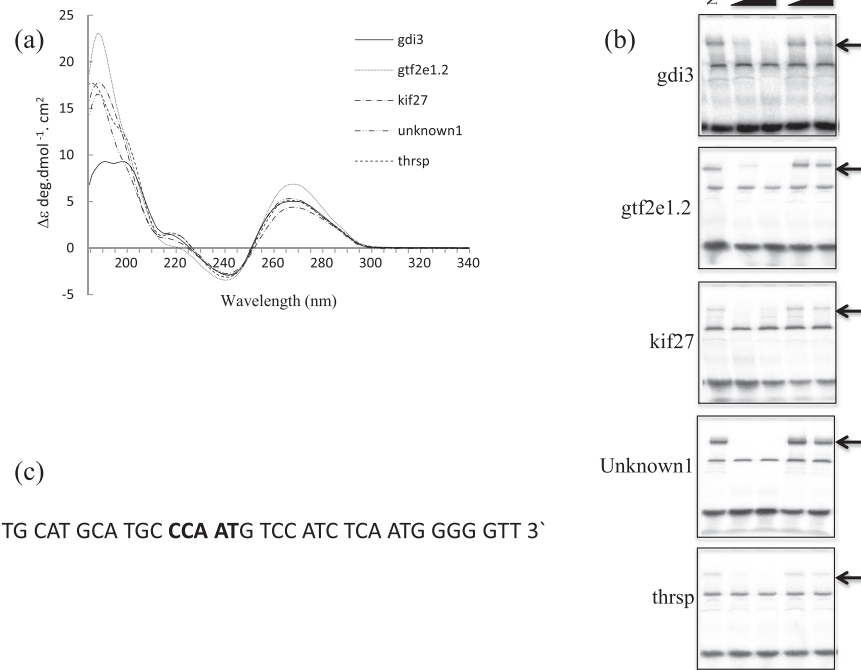 (a)
25
20
15
10
5
0
-5
Δε deg.dmol ⁻¹. cm²
200 220 240 260 280 300 320 340
Wavelength (nm)
gdi3
gtf2e1.2
kif27
unknown1
thrsp
(b)
gdi3
gtf2e1.2
kif27
Unknown1
thrsp
(c)
TG CAT GCA TGC CCA ATG TCC ATC TCA ATG GGG GTT 3`